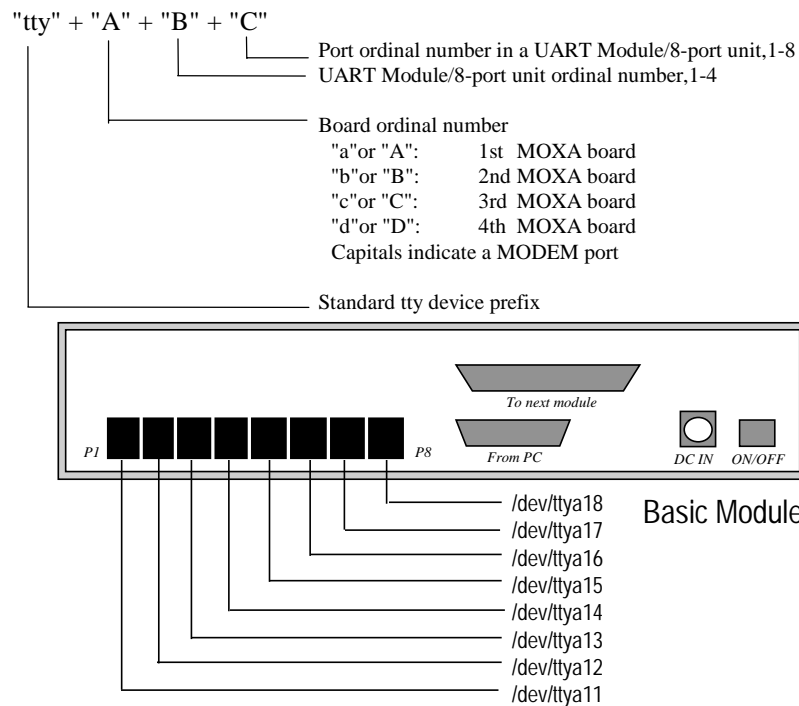 "tty" + "A" + "B" + "C"
Port ordinal number in a UART Module/8-port unit,1-8
UART Module/8-port unit ordinal number,1-4
Board ordinal number
"a"or "A": 1st MOXA board
"b"or "B": 2nd MOXA board
"c"or "C": 3rd MOXA board
"d"or "D": 4th MOXA board
Capitals indicate a MODEM port
Standard tty device prefix
To next module
P1
P8
From PC
DC IN
ON/OFF
/dev/ttya18
Basic Module
/dev/ttya17
/dev/ttya16
/dev/ttya15
/dev/ttya14
/dev/ttya13
/dev/ttya12
/dev/ttya11